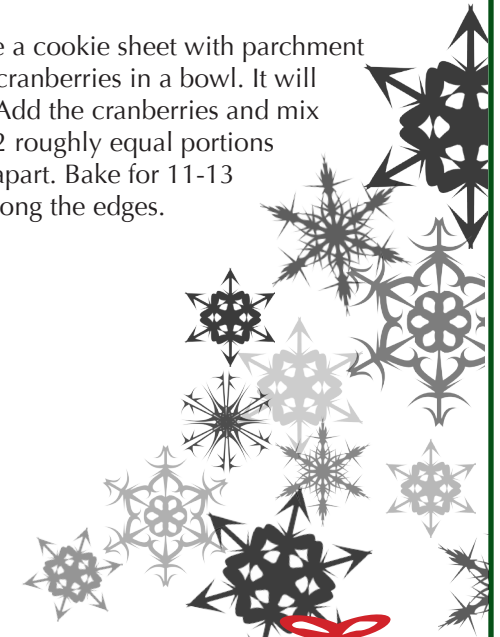 a cookie sheet with parchment
cranberries in a bowl. It will
Add the cranberries and mix
2 roughly equal portions
apart. Bake for 11-13
ong the edges.